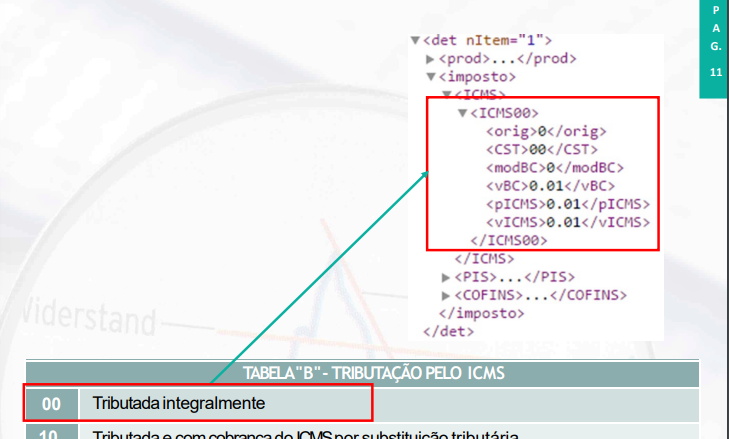 P
A
G.
11
▼<det nItem="1">
▶<prod>...</prod>
▼<imposto>
▼<ICMS>
▼<ICMS00>
<orig>0</orig>
<CST>00</CST>
<modBC>0</modBC>
<vBC>0.01</vBC>
<pICMS>0.01</pICMS>
<vICMS>0.01</vICMS>
</ICMS00>
</ICMS>
▶<PIS>...</PIS>
▶<COFINS>...</COFINS>
</imposto>
</det>
Widerstand
TABELA"B"- TRIBUTAÇÃO PELO ICMS
00 Tributada integralmente
10 Tributada e com cobrança do ICMS por substituição tributária